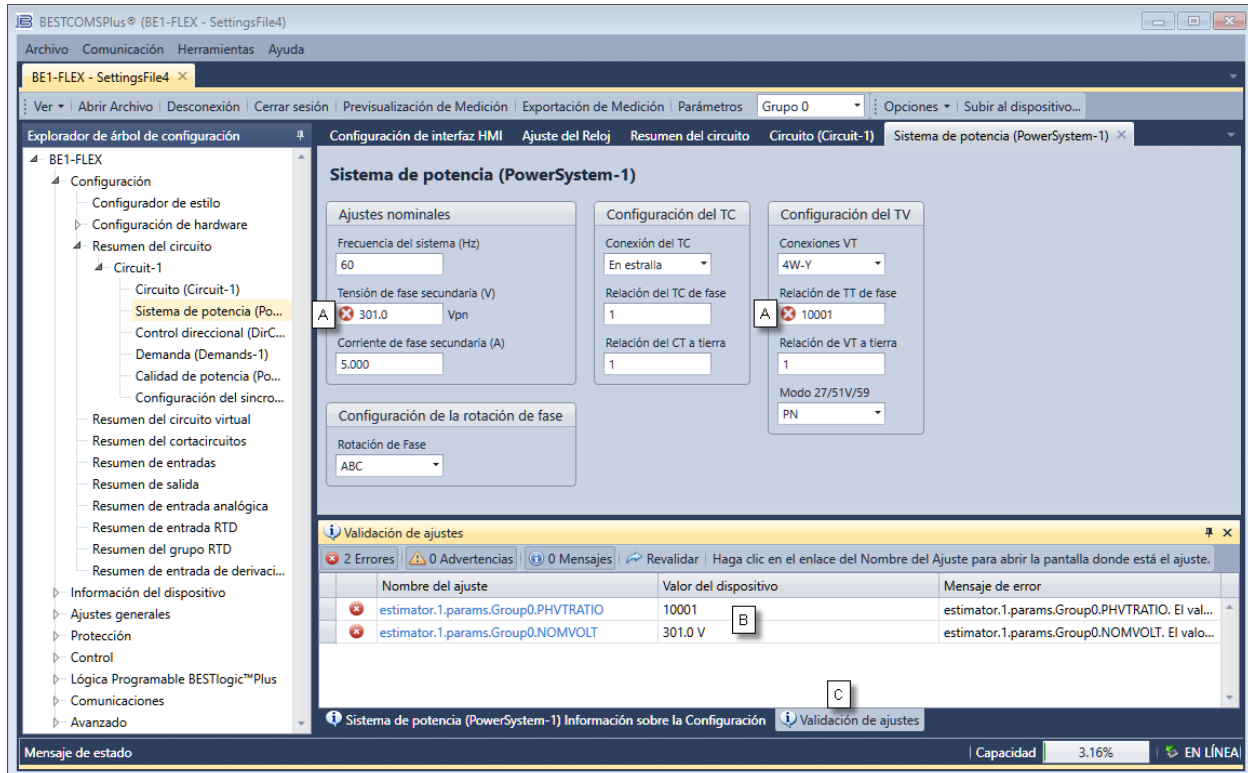 BESTCOMSPlus® (BE1-FLEX - SettingsFile4)
Archivo Comunicación Herramientas Ayuda
BE1-FLEX - SettingsFile4
Ver Abrir Archivo Desconexión Cerrar sesión Previsualización de Medición Exportación de Medición Parámetros Grupo 0 Opciones Subir al dispositivo...
Explorador de árbol de configuración
BE1-FLEX
Configuración
Configurador de estilo
Configuración de hardware
Resumen del circuito
Circuit-1
Circuito (Circuit-1)
Sistema de potencia (Po...
Control direccional (DirC...
Demanda (Demands-1)
Calidad de potencia (Po...
Configuración del sincro...
Resumen del circuito virtual
Resumen del cortacircuitos
Resumen de entradas
Resumen de salida
Resumen de entrada analógica
Resumen de entrada RTD
Resumen del grupo RTD
Resumen de entrada de derivaci...
Información del dispositivo
Ajustes generales
Protección
Control
Lógica Programable BESTlogic™Plus
Comunicaciones
Avanzado
Configuración de interfaz HMI Ajuste del Reloj Resumen del circuito Circuito (Circuit-1) Sistema de potencia (PowerSystem-1)
Sistema de potencia (PowerSystem-1)
Ajustes nominales
Frecuencia del sistema (Hz)
60
Tensión de fase secundaria (V)
A 301.0 Vpn
Corriente de fase secundaria (A)
5.000
Configuración de la rotación de fase
Rotación de Fase
ABC
Configuración del TC
Conexión del TC
En estralla
Relación del TC de fase
1
Relación del CT a tierra
1
Configuración del TV
Conexiones VT
4W-Y
Relación de TT de fase
A 10001
Relación de VT a tierra
1
Modo 27/51V/59
PN
Validación de ajustes
2 Errores 0 Advertencias 0 Mensajes Revalidar Haga clic en el enlace del Nombre del Ajuste para abrir la pantalla donde está el ajuste.
Nombre del ajuste Valor del dispositivo Mensaje de error
estimator.1.params.Group0.PHVTRATIO 10001 estimator.1.params.Group0.PHVTRATIO. El val...
B
estimator.1.params.Group0.NOMVOLT 301.0 V estimator.1.params.Group0.NOMVOLT. El valo...
C
Sistema de potencia (PowerSystem-1) Información sobre la Configuración Validación de ajustes
Mensaje de estado Capacidad 3.16% EN LÍNEA